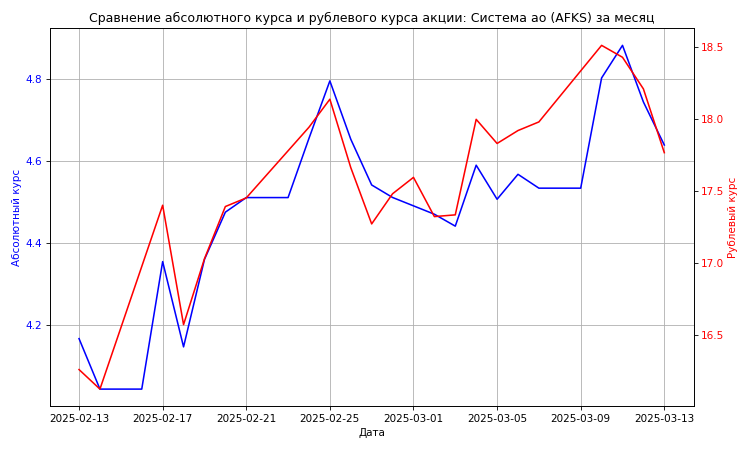 Сравнение абсолютного курса и рублевого курса акции: Система ао (AFKS) за месяц
Абсолютный курс
4.8
4.6
4.4
4.2
18.5
18.0
17.5
17.0
16.5
Рублевый курс
2025-02-13 2025-02-17 2025-02-21 2025-02-25 2025-03-01 2025-03-05 2025-03-09 2025-03-13
Дата